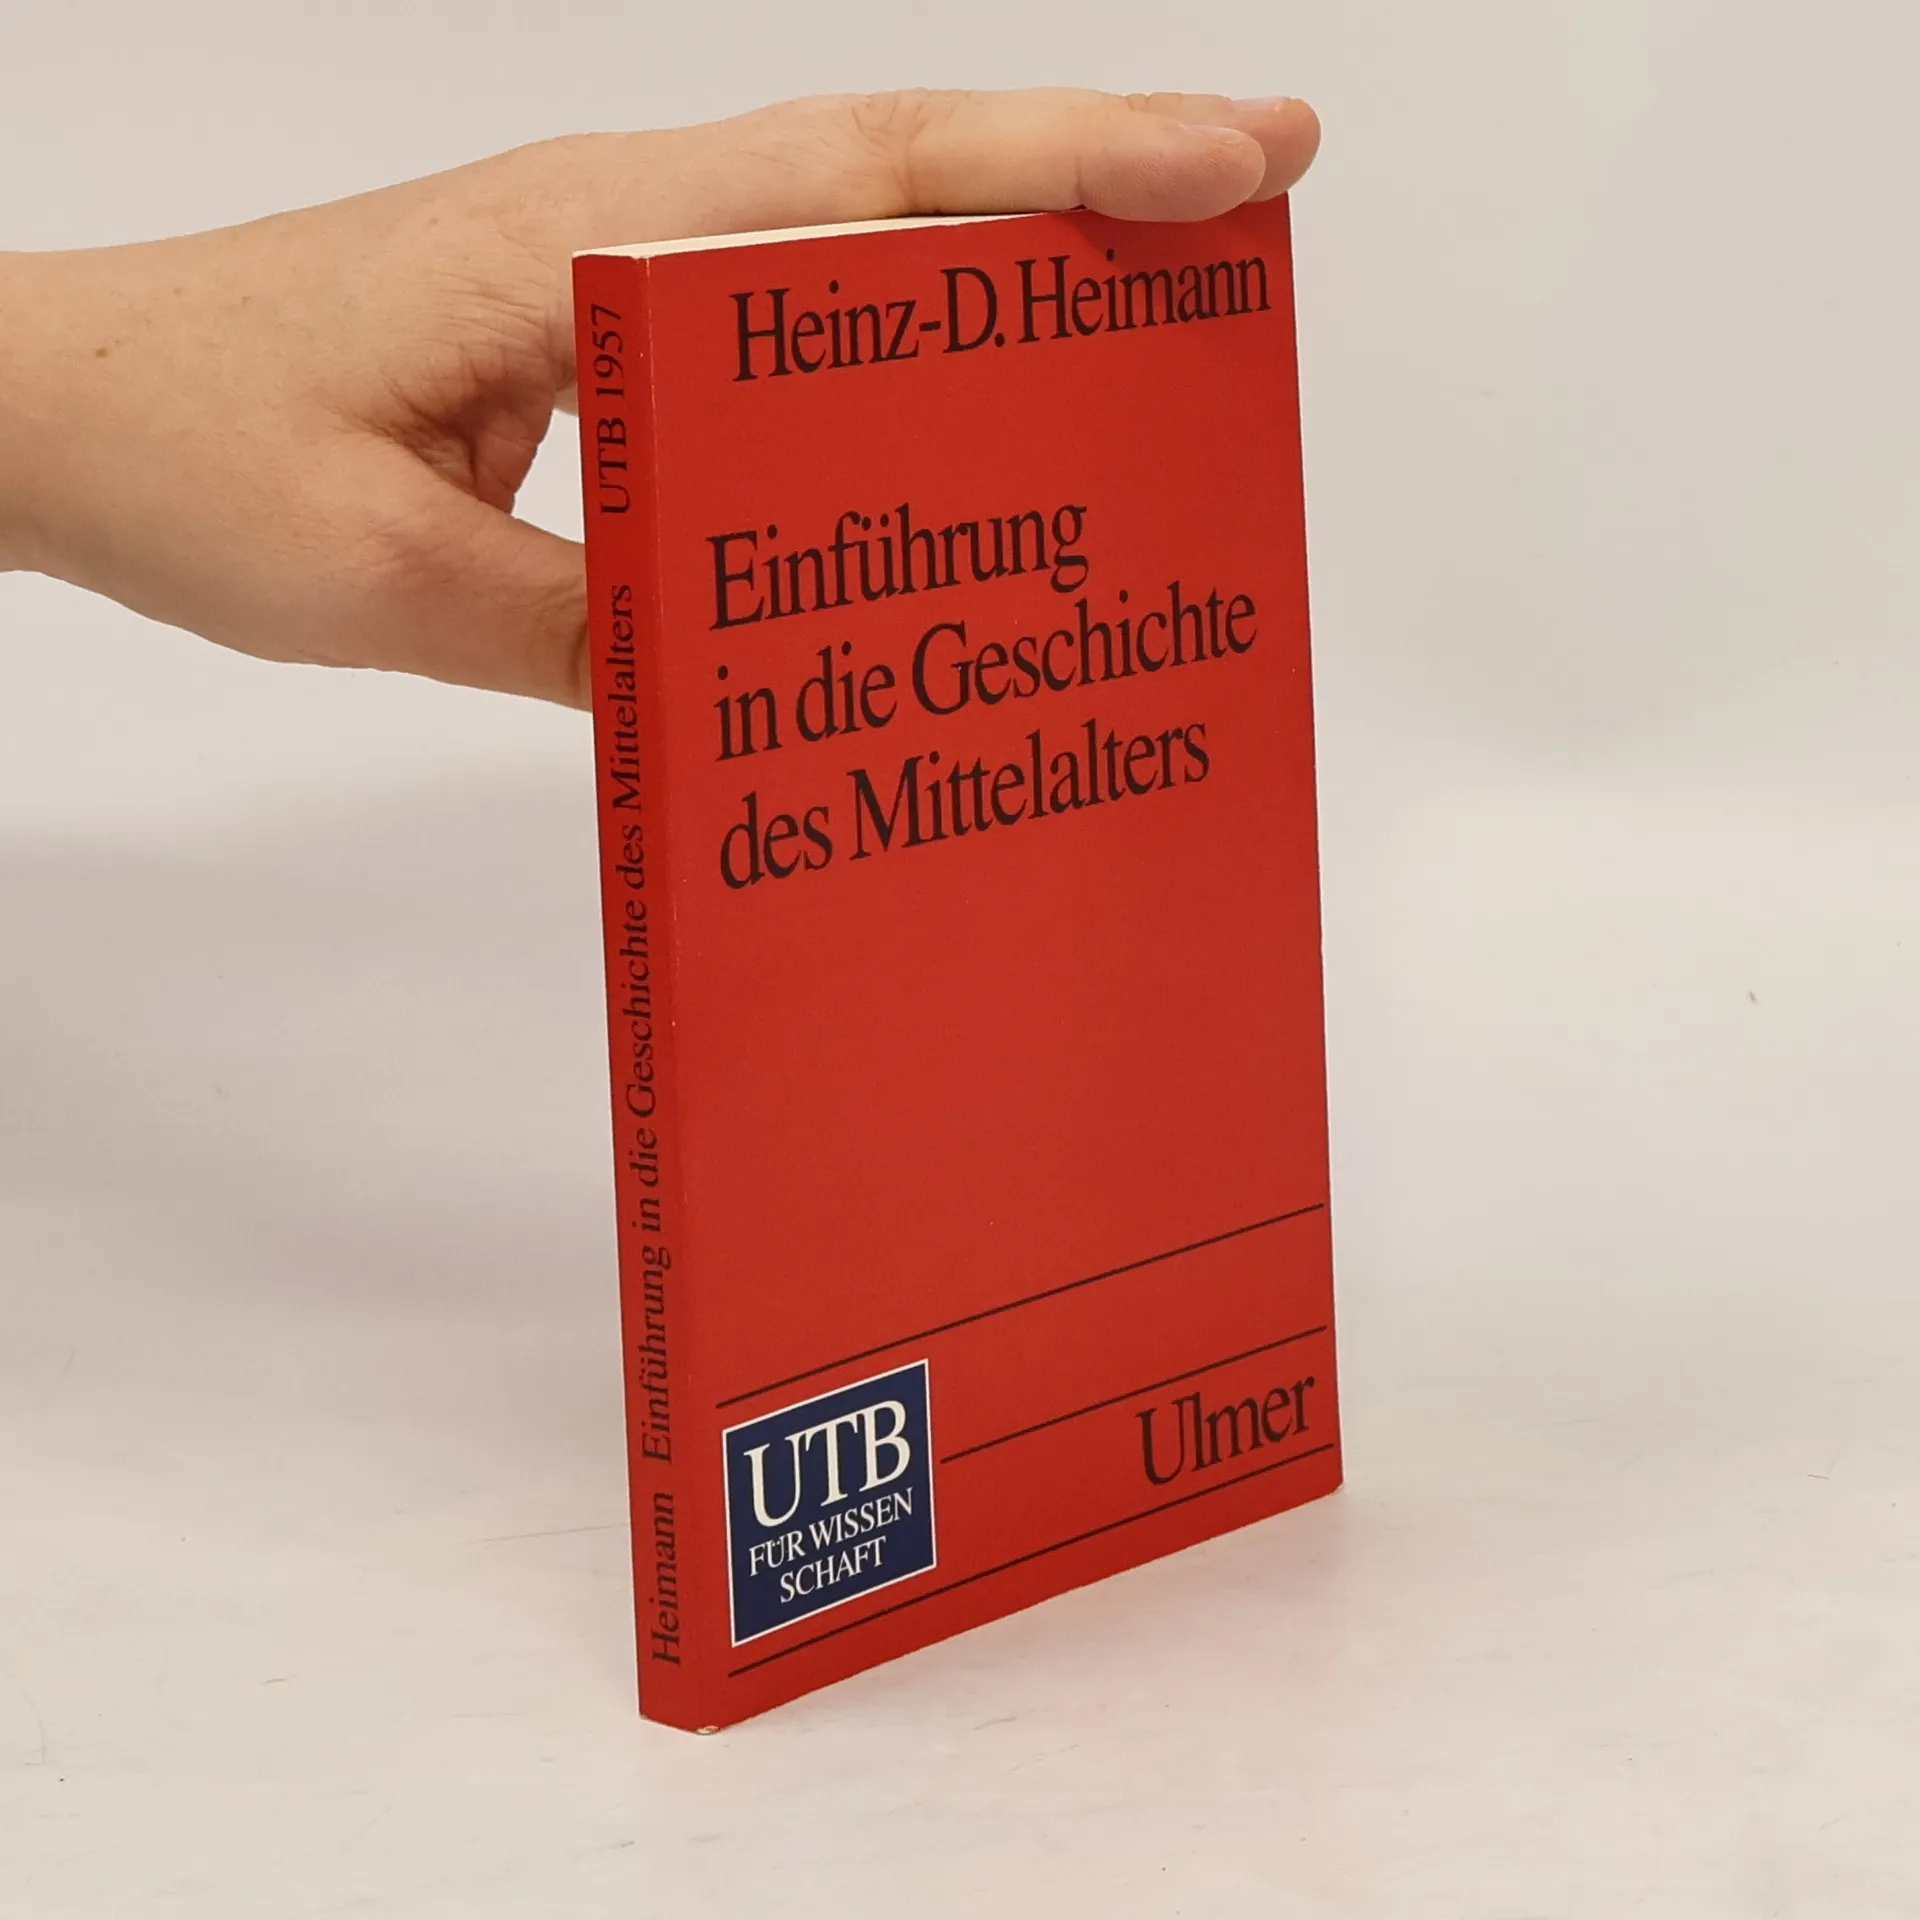 Heinz-D. Heimann
Einführung
in die Geschichte
des Mittelalters
UTB
FÜR WISSEN
SCHAFT
Ulmer
Heimann Einführung in die Geschichte des Mittelalters UTB 1957